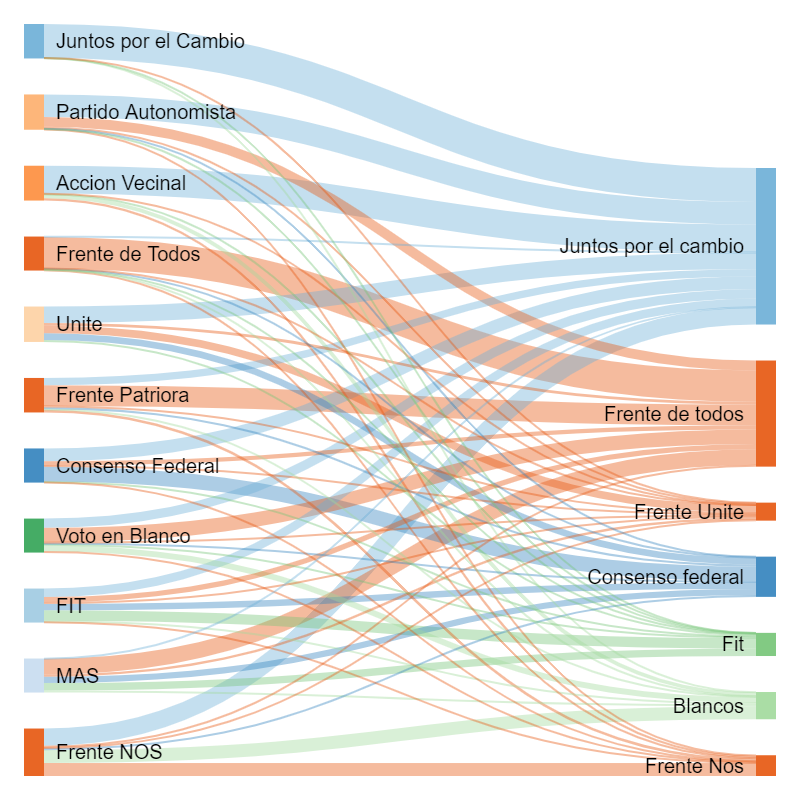 Juntos por el Cambio
Partido Autonomista
Accion Vecinal
Frente de Todos
Unite
Frente Patriora
Consenso Federal
Voto en Blanco
FIT
MAS
Frente NOS
Juntos por el cambio
Frente de todos
Frente Unite
Consenso federal
Fit
Blancos
Frente Nos